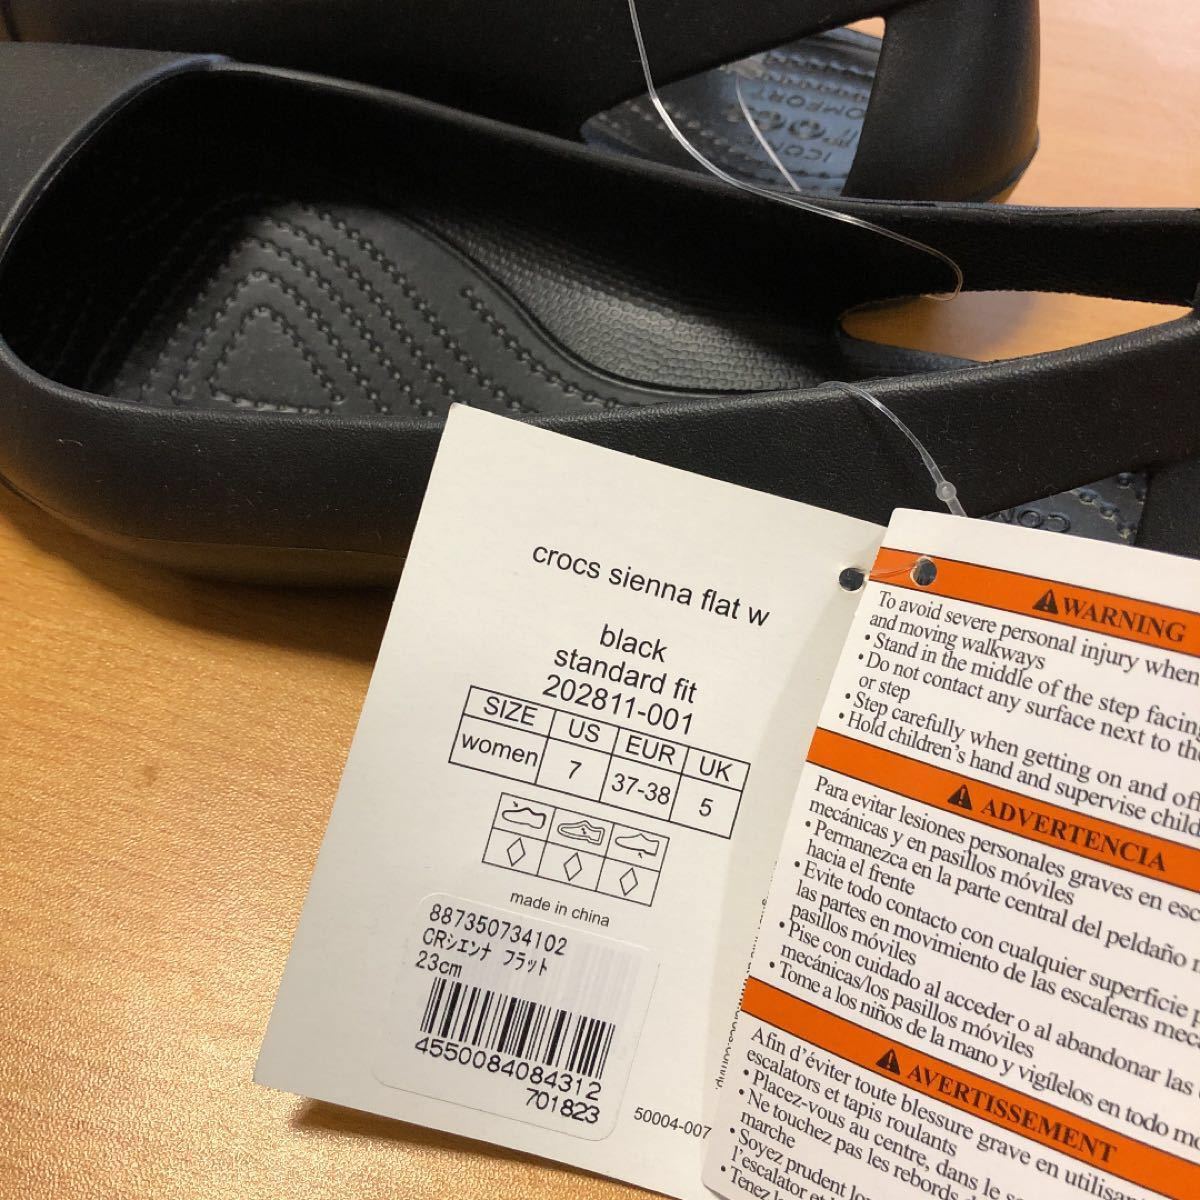 ICONIC
COMFORT
crocs sienna flat w
black
standard fit
202811-001
SIZE US EUR UK
women 7 37-38 5
made in china
887350734102
CRシエンナ フラット
23cm
4550084084312
701823
50004-007
WARNING
To avoid severe personal injury when
and moving walkways
• Stand in the middle of the step facing
• Do not contact any surface next to the
or step
• Step carefully when getting on and off
• Hold children's hand and supervise child
ADVERTENCIA
Para evitar lesiones personales graves en esc
mecánicas y en pasillos móviles
• Permanezca en la parte central del peldaño
hacia el frente
• Evite todo contacto con cualquier superficie
las partes en movimiento de las escaleras meca
pasillos móviles
• Pise con cuidado al acceder o al abandonar las
mecánicas/los pasillos móviles
• Tome a los niños de la mano y vigílelos en todo
AVERTISSEMENT
Afin d'éviter toute blessure grave en utilisan
escalators et tapis roulants
• Placez-vous au centre, dans le
• Ne touchez pas les rebords
marche
• Soyez prudent
l'escalator
• Tenez